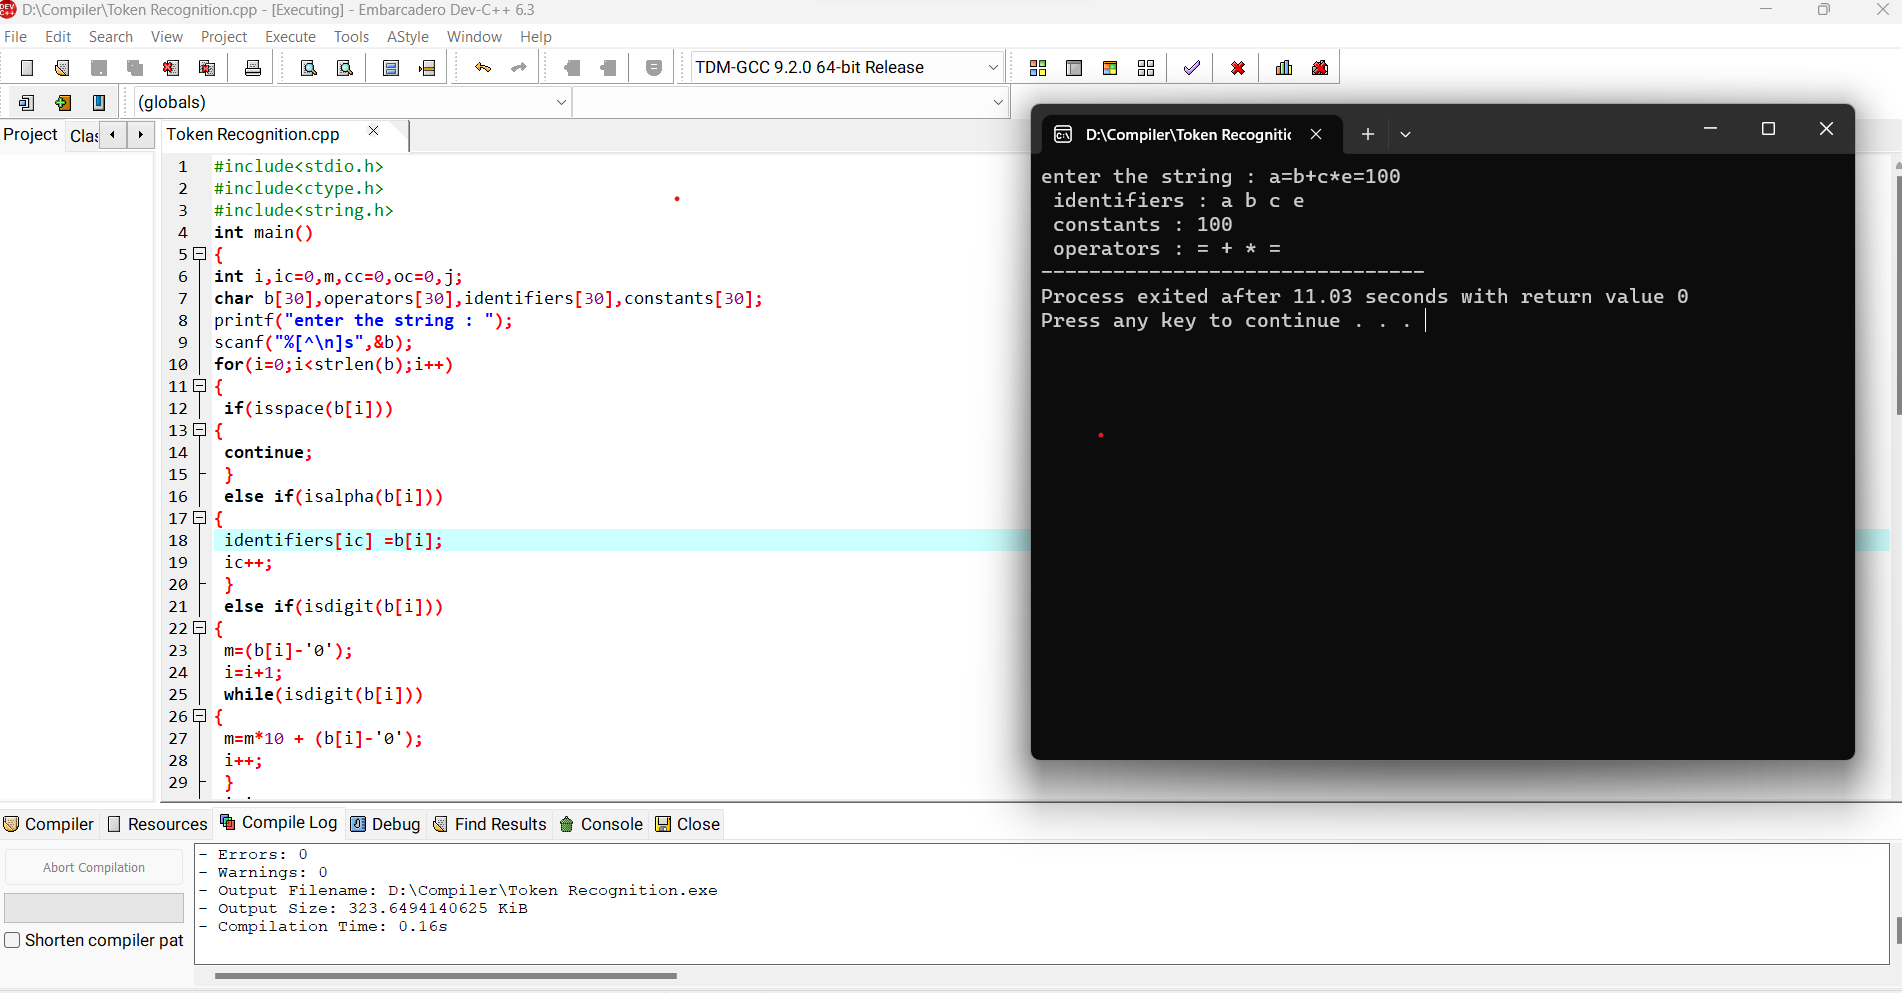 D:\Compiler\Token Recognition.cpp - [Executing] - Embarcadero Dev-C++ 6.3
File Edit Search View Project Execute Tools AStyle Window Help
TDM-GCC 9.2.0 64-bit Release
(globals)
Project Clas
Token Recognition.cpp
1 #include<stdio.h>
2 #include<ctype.h>
3 #include<string.h>
4 int main()
5 {
6 int i,ic=0,m,cc=0,oc=0,j;
7 char b[30],operators[30],identifiers[30],constants[30];
8 printf("enter the string : ");
9 scanf("%[^\n]s",&b);
10 for(i=0;i<strlen(b);i++)
11 {
12 if(isspace(b[i]))
13 {
14 continue;
15 }
16 else if(isalpha(b[i]))
17 {
18 identifiers[ic] =b[i];
19 ic++;
20 }
21 else if(isdigit(b[i]))
22 {
23 m=(b[i]-'0');
24 i=i+1;
25 while(isdigit(b[i]))
26 {
27 m=m*10 + (b[i]-'0');
28 i++;
29 }
D:\Compiler\Token Recognitic
enter the string : a=b+c*e=100
identifiers : a b c e
constants : 100
operators : = + * =
--------------------------------
Process exited after 11.03 seconds with return value 0
Press any key to continue . . .
Compiler Resources Compile Log Debug Find Results Console Close
Abort Compilation
Shorten compiler pat
- Errors: 0
- Warnings: 0
- Output Filename: D:\Compiler\Token Recognition.exe
- Output Size: 323.6494140625 KiB
- Compilation Time: 0.16s